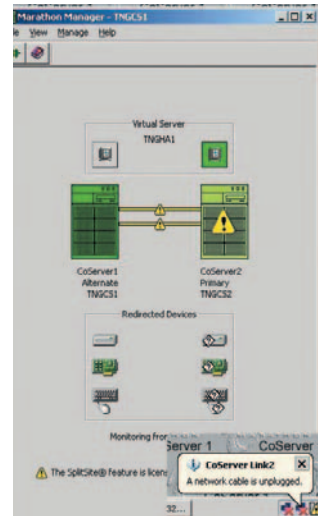 Marathon Manager - TNGCS1
View Manage Help
Virtual Server
TNGHA1
CoServer1
Alternate
TNGCS1
CoServer2
Primary
TNGCS2
Redirected Devices
Monitoring from
The SplitSite® feature is licens
Server 1 CoServer
CoServer Link2
A network cable is unplugged.
32...